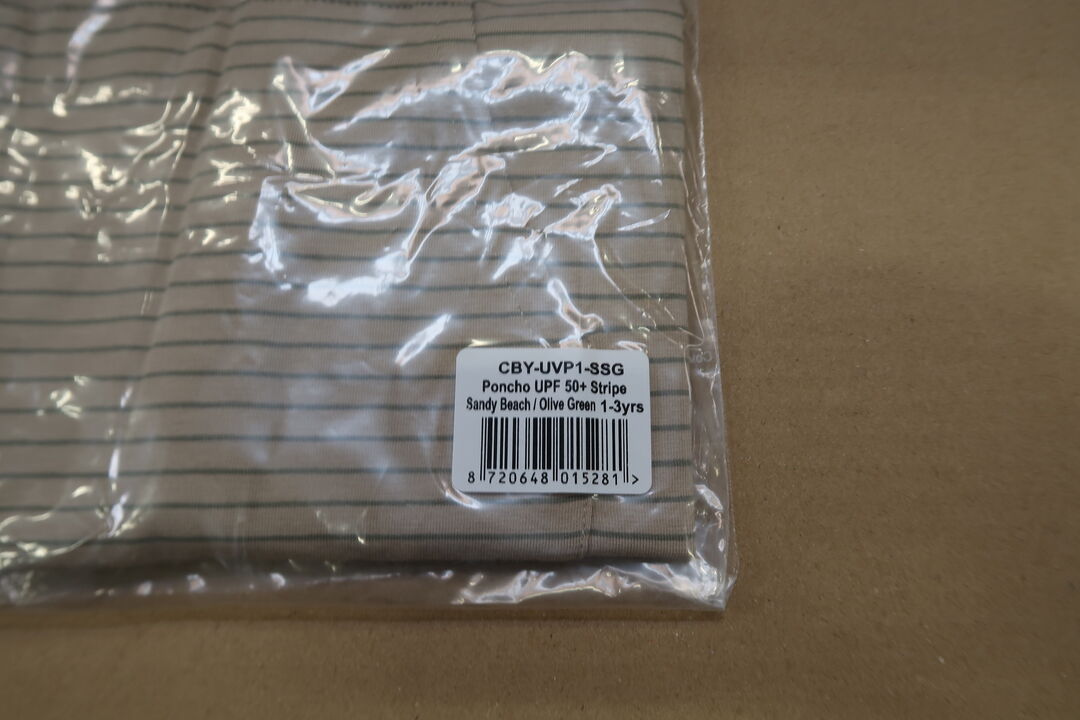 CBY-UVP1-SSG
Poncho UPF 50+ Stripe
Sandy Beach / Olive Green 1-3yrs
8 720648 015281 >